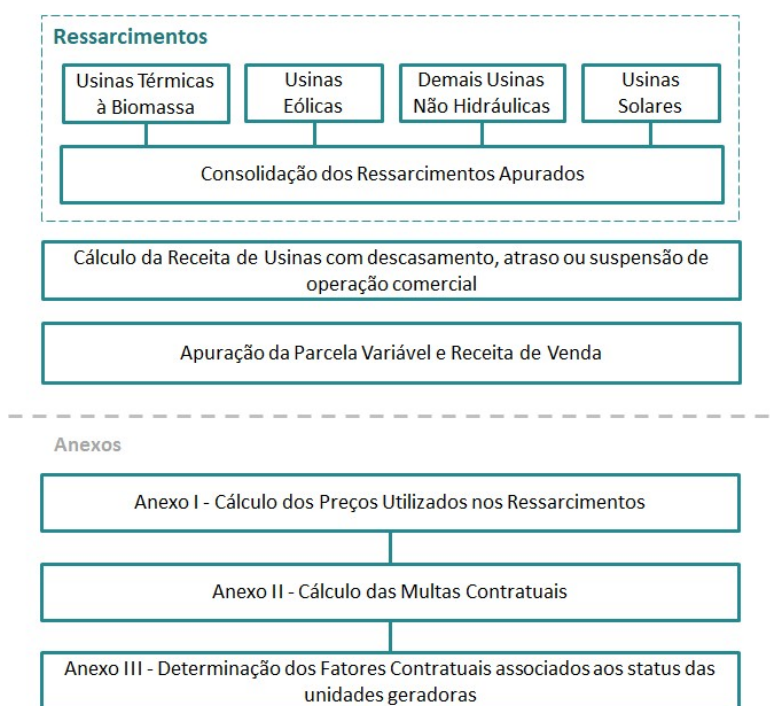 Ressarcimentos
Usinas Térmicas
à Biomassa
Usinas
Eólicas
Demais Usinas
Não Hidráulicas
Usinas
Solares
Consolidação dos Ressarcimentos Apurados
Cálculo da Receita de Usinas com descasamento, atraso ou suspensão de
operação comercial
Apuração da Parcela Variável e Receita de Venda
Anexos
Anexo I - Cálculo dos Preços Utilizados nos Ressarcimentos
Anexo II - Cálculo das Multas Contratuais
Anexo III - Determinação dos Fatores Contratuais associados aos status das
unidades geradoras